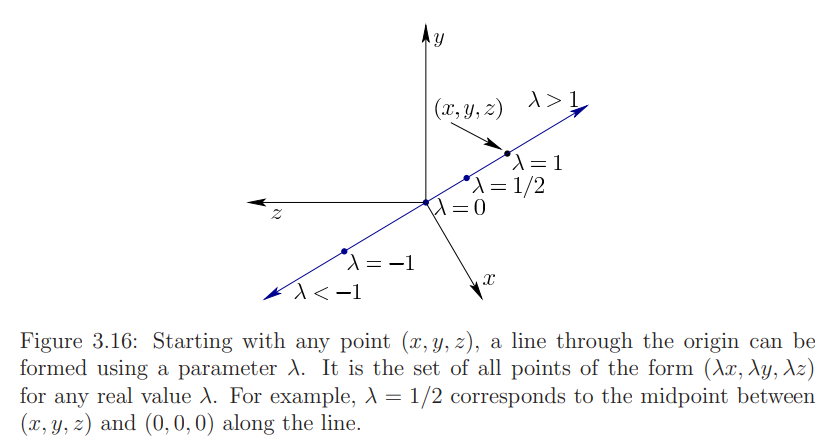 y
(x, y, z)
λ > 1
λ = 1
λ = 1/2
λ = 0
z
λ = −1
x
λ < −1
Figure 3.16: Starting with any point (x, y, z), a line through the origin can be
formed using a parameter λ. It is the set of all points of the form (λx, λy, λz)
for any real value λ. For example, λ = 1/2 corresponds to the midpoint between
(x, y, z) and (0, 0, 0) along the line.